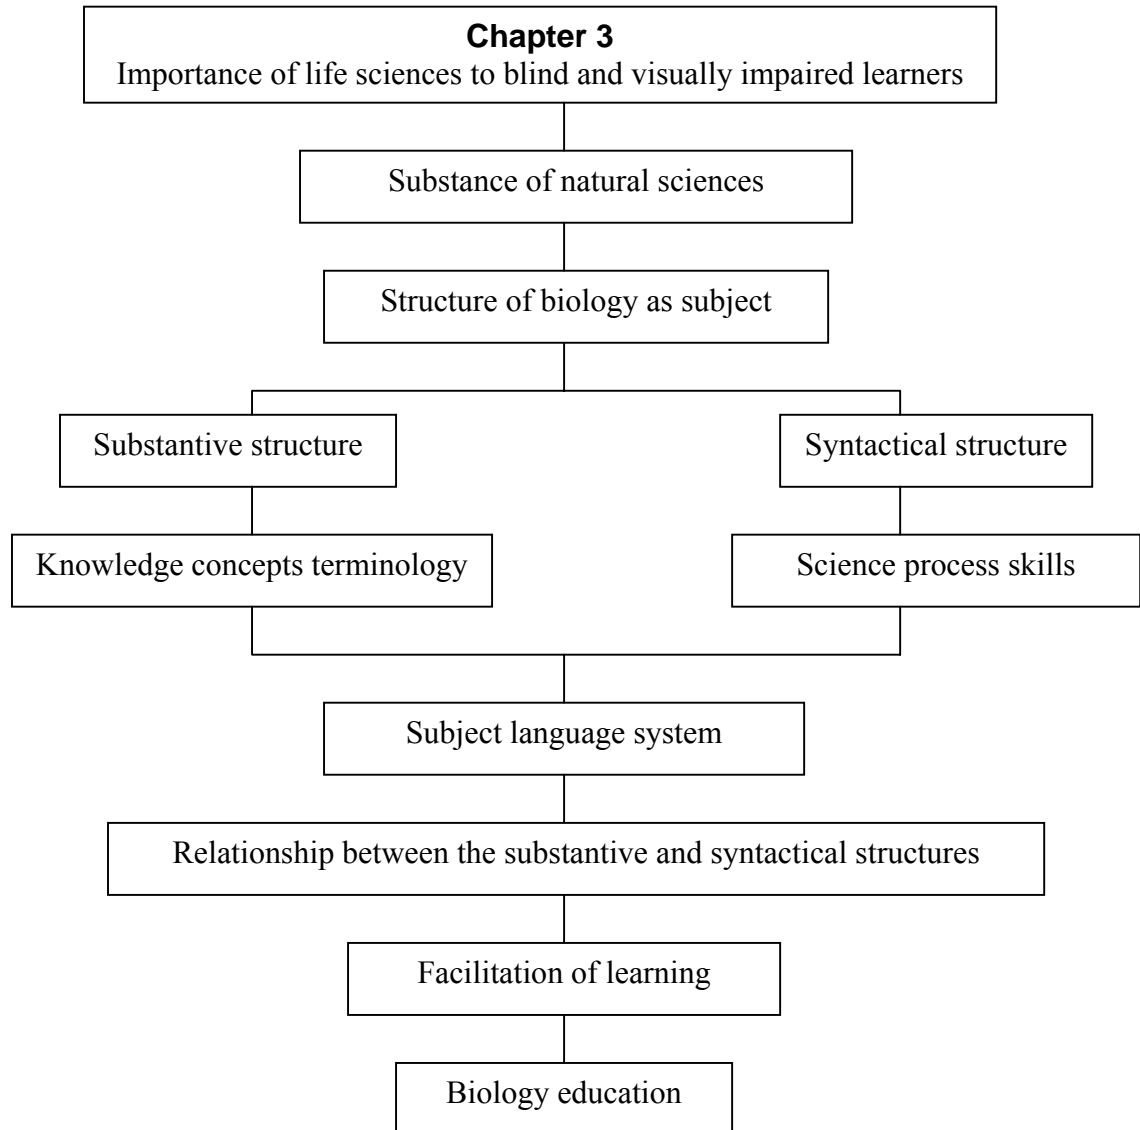 Chapter 3
Importance of life sciences to blind and visually impaired learners
Substance of natural sciences
Structure of biology as subject
Substantive structure
Syntactical structure
Knowledge concepts terminology
Science process skills
Subject language system
Relationship between the substantive and syntactical structures
Facilitation of learning
Biology education